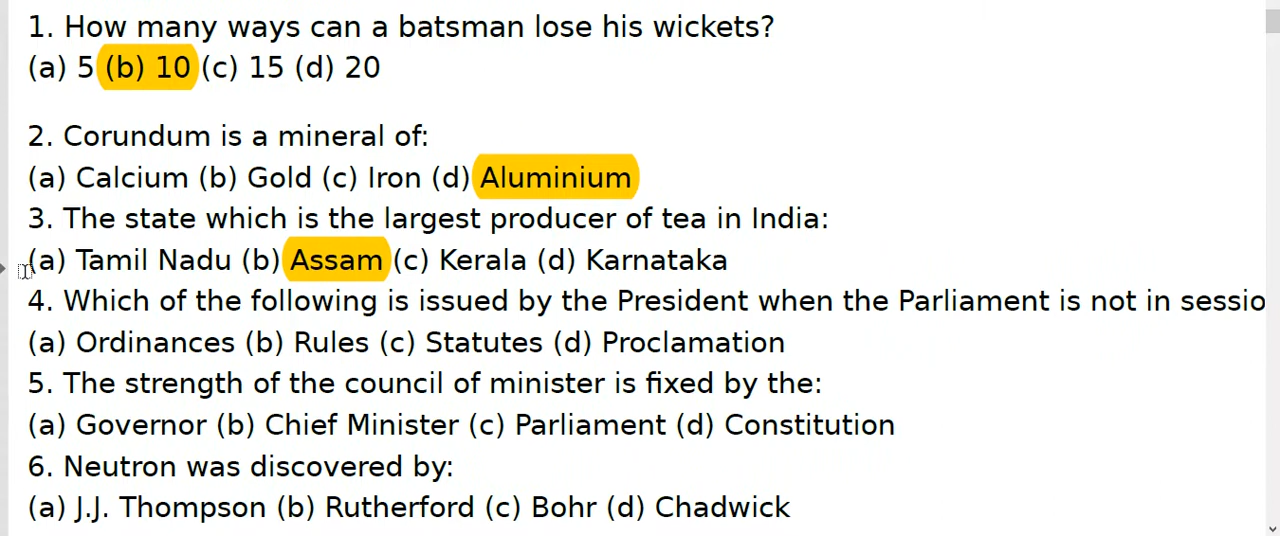 1. How many ways can a batsman lose his wickets?
(a) 5 (b) 10 (c) 15 (d) 20
2. Corundum is a mineral of:
(a) Calcium (b) Gold (c) Iron (d) Aluminium
3. The state which is the largest producer of tea in India:
(a) Tamil Nadu (b) Assam (c) Kerala (d) Karnataka
4. Which of the following is issued by the President when the Parliament is not in sessio
(a) Ordinances (b) Rules (c) Statutes (d) Proclamation
5. The strength of the council of minister is fixed by the:
(a) Governor (b) Chief Minister (c) Parliament (d) Constitution
6. Neutron was discovered by:
(a) J.J. Thompson (b) Rutherford (c) Bohr (d) Chadwick